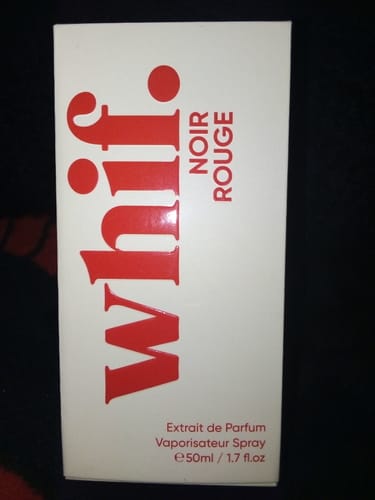 whif.
NOIR
ROUGE
Extrait de Parfum
Vaporisateur Spray
℮50ml / 1.7 fl.oz